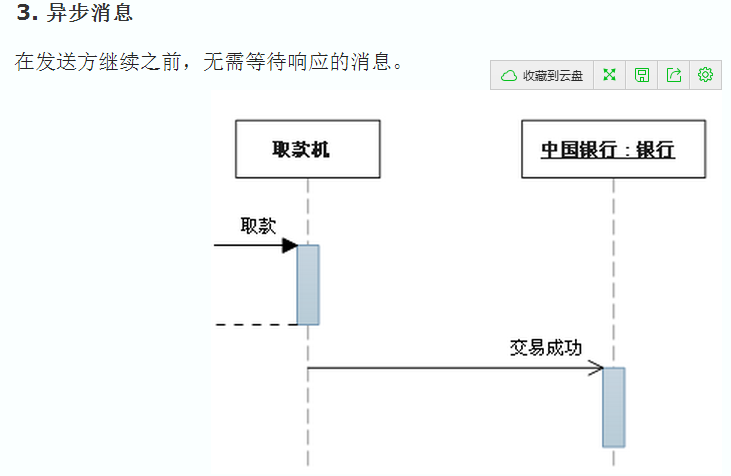 3. 异步消息
在发送方继续之前，无需等待响应的消息。
收藏到云盘
取款机
中国银行：银行
取款
交易成功